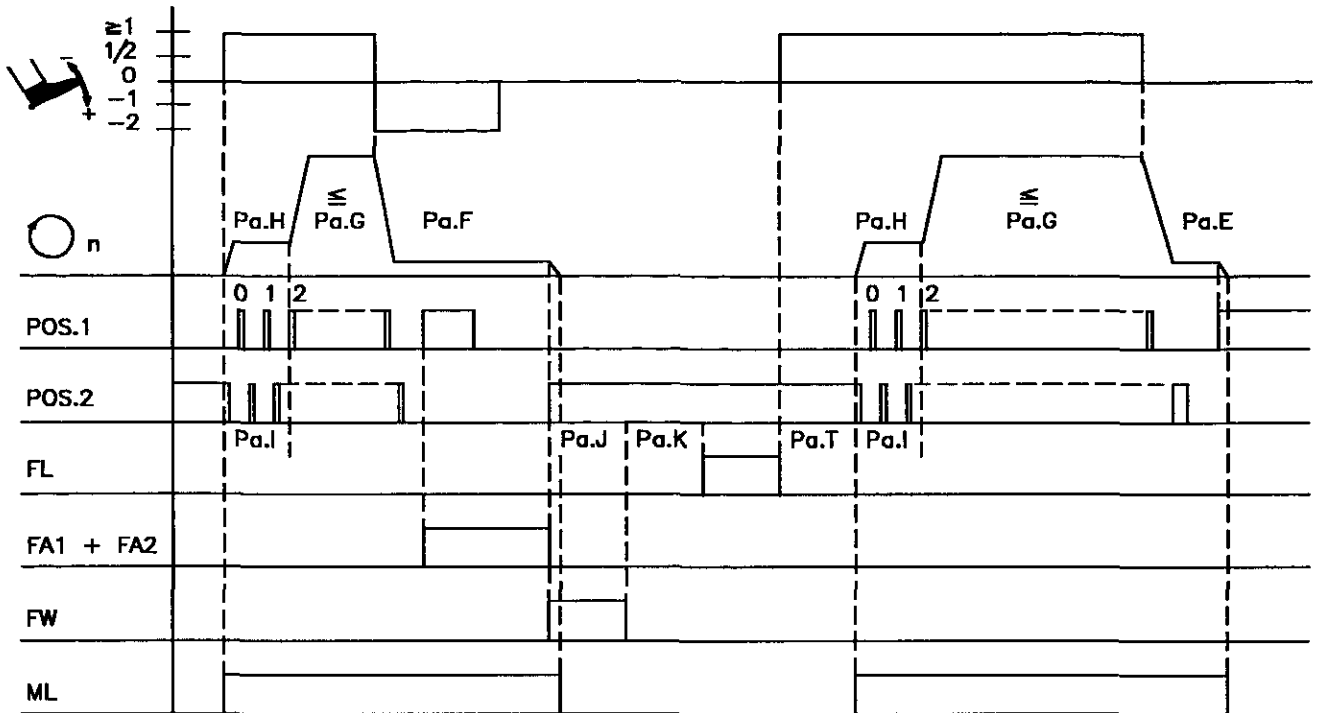 ≧1
1/2
0
−1
−2
−
+
n
Pa.H ≦ Pa.G Pa.F Pa.H ≦ Pa.G Pa.E
0 1 2 0 1 2
POS.1
POS.2
Pa.I Pa.J Pa.K Pa.T Pa.I
FL
FA1 + FA2
FW
ML